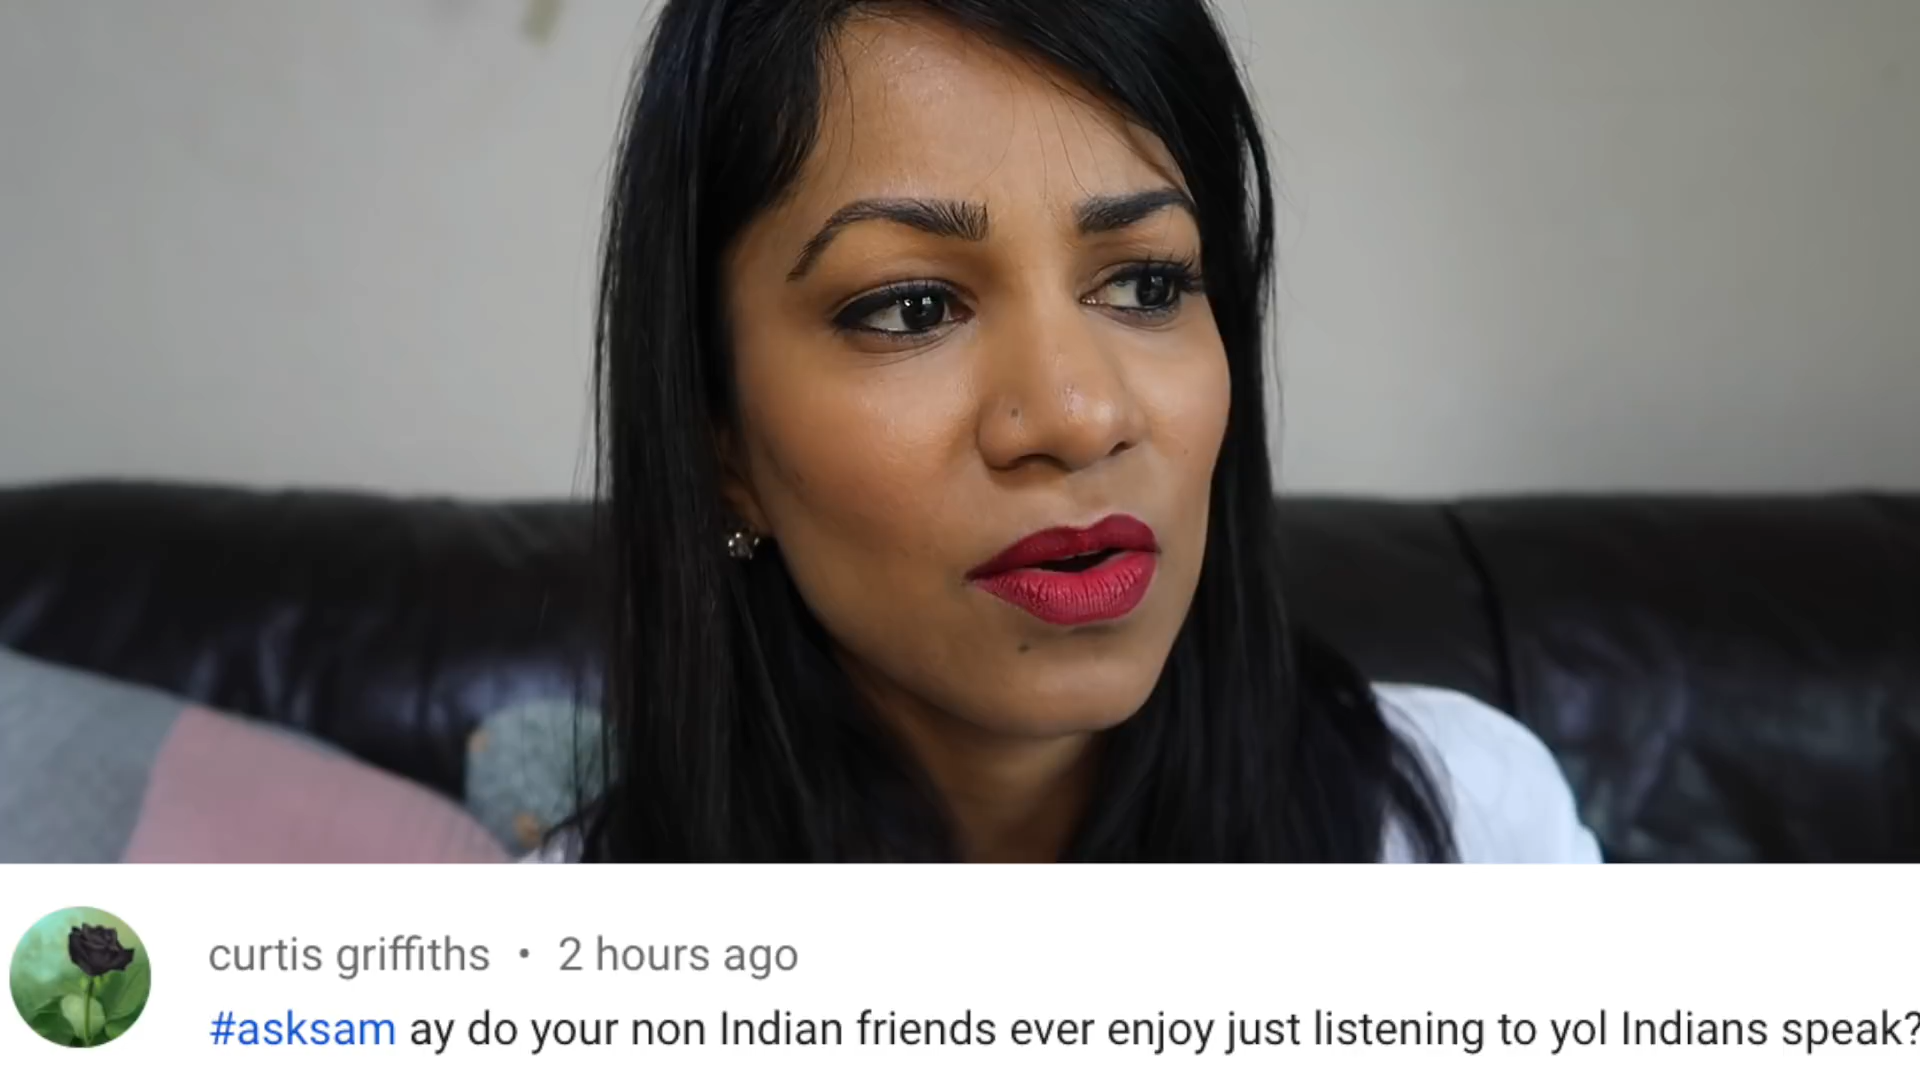 curtis griffiths • 2 hours ago
#asksam ay do your non Indian friends ever enjoy just listening to yol Indians speak?